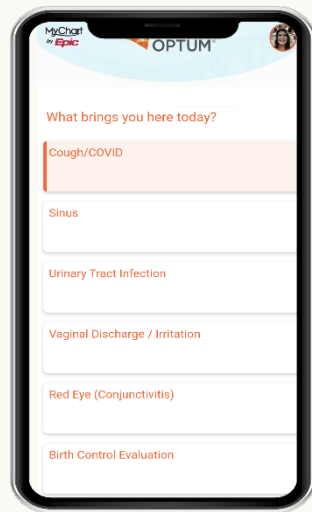 MyChart
by Epic
OPTUM®
What brings you here today?
Cough/COVID
Sinus
Urinary Tract Infection
Vaginal Discharge / Irritation
Red Eye (Conjunctivitis)
Birth Control Evaluation